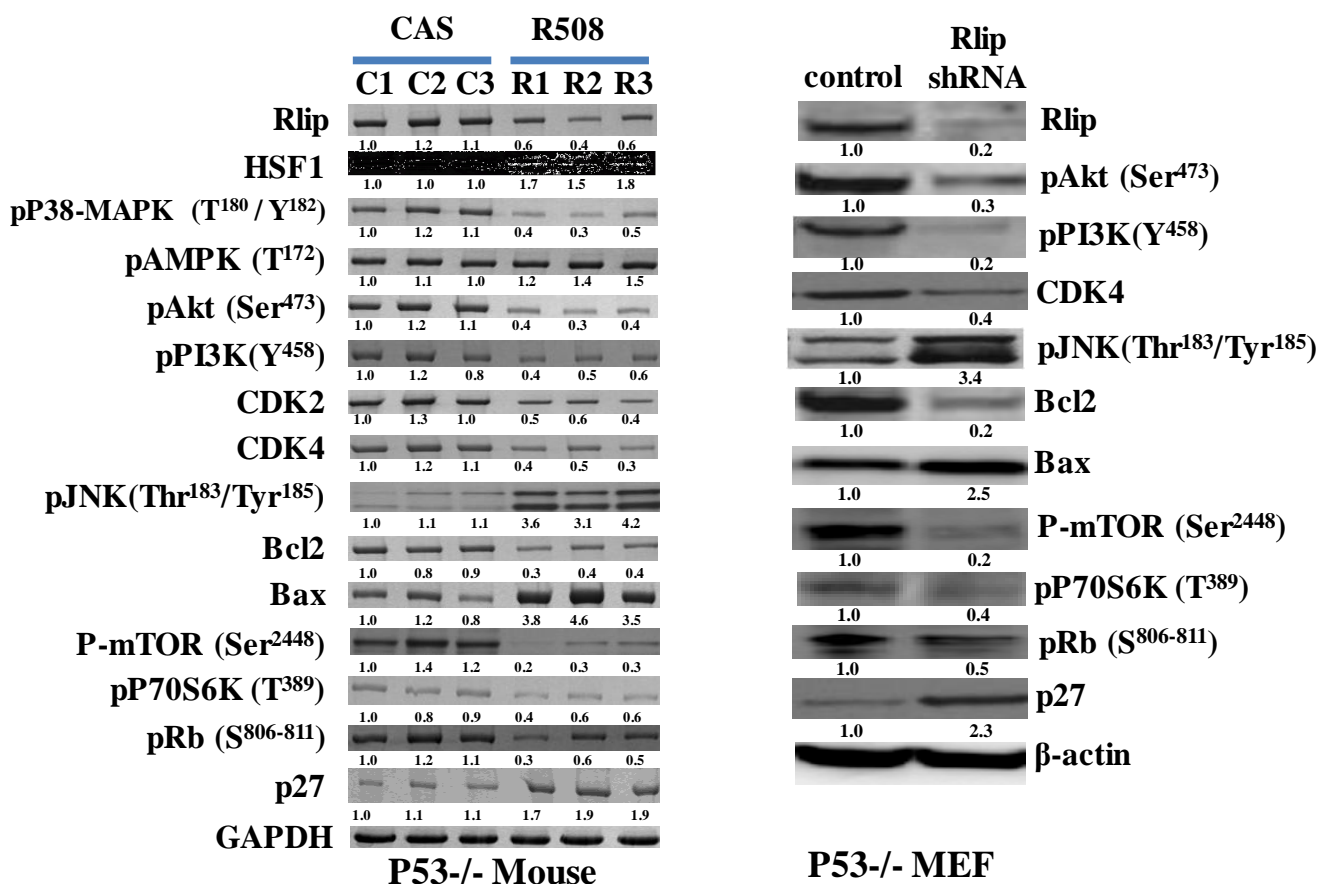 CAS R508
C1 C2 C3 R1 R2 R3
Rlip
1.0 1.2 1.1 0.6 0.4 0.6
HSF1
1.0 1.0 1.0 1.7 1.5 1.8
pP38-MAPK (T180 / Y182)
1.0 1.2 1.1 0.4 0.3 0.5
pAMPK (T172)
1.0 1.1 1.0 1.2 1.4 1.5
pAkt (Ser473)
1.0 1.2 1.1 0.4 0.3 0.4
pPI3K(Y458)
1.0 1.2 0.8 0.4 0.5 0.6
CDK2
1.0 1.3 1.0 0.5 0.6 0.4
CDK4
1.0 1.2 1.1 0.4 0.5 0.3
pJNK(Thr183/Tyr185)
1.0 1.1 1.1 3.6 3.1 4.2
Bcl2
1.0 0.8 0.9 0.3 0.4 0.4
Bax
1.0 1.2 0.8 3.8 4.6 3.5
P-mTOR (Ser2448)
1.0 1.4 1.2 0.2 0.3 0.3
pP70S6K (T389)
1.0 0.8 0.9 0.4 0.6 0.6
pRb (S806-811)
1.0 1.2 1.1 0.3 0.6 0.5
p27
1.0 1.1 1.1 1.7 1.9 1.9
GAPDH
P53-/- Mouse
Rlip
control shRNA
Rlip
1.0 0.2
pAkt (Ser473)
1.0 0.3
pPI3K(Y458)
1.0 0.2
CDK4
1.0 0.4
pJNK(Thr183/Tyr185)
1.0 3.4
Bcl2
1.0 0.2
Bax
1.0 2.5
P-mTOR (Ser2448)
1.0 0.2
pP70S6K (T389)
1.0 0.4
pRb (S806-811)
1.0 0.5
p27
1.0 2.3
β-actin
P53-/- MEF